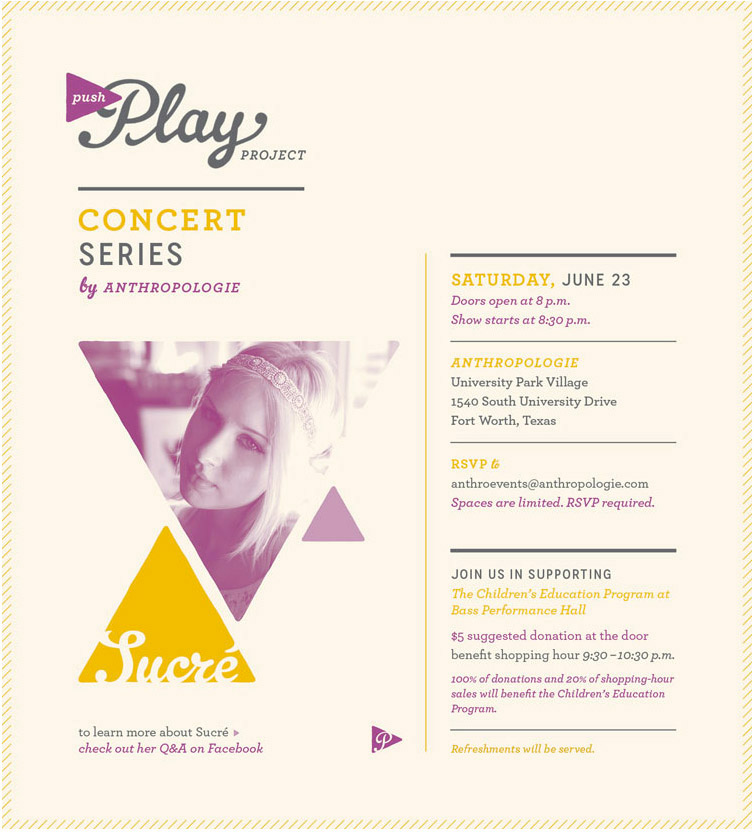 push
Play
PROJECT
CONCERT
SERIES
by ANTHROPOLOGIE
Sucré
to learn more about Sucré
check out her Q&A on Facebook
P
SATURDAY, JUNE 23
Doors open at 8 p.m.
Show starts at 8:30 p.m.
ANTHROPOLOGIE
University Park Village
1540 South University Drive
Fort Worth, Texas
RSVP to
anthroevents@anthropologie.com
Spaces are limited. RSVP required.
JOIN US IN SUPPORTING
The Children's Education Program at
Bass Performance Hall
$5 suggested donation at the door
benefit shopping hour 9:30–10:30 p.m.
100% of donations and 20% of shopping-hour
sales will benefit the Children's Education
Program.
Refreshments will be served.